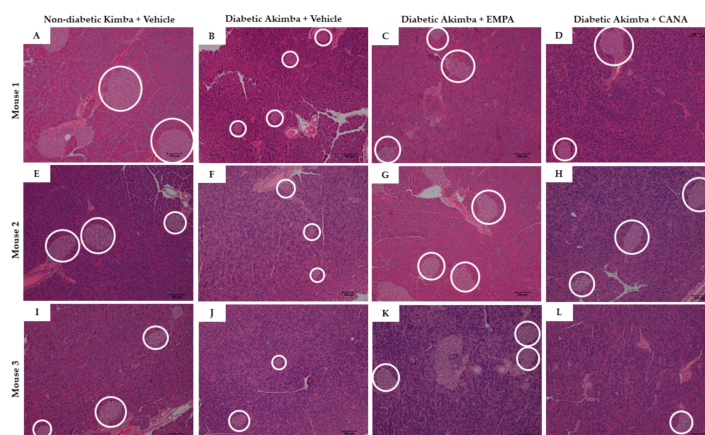 Non-diabetic Kimba + Vehicle
Diabetic Akimba + Vehicle
Diabetic Akimba + EMPA
Diabetic Akimba + CANA
Mouse 1
A
B
C
D
Mouse 2
E
F
G
H
Mouse 3
I
J
K
L